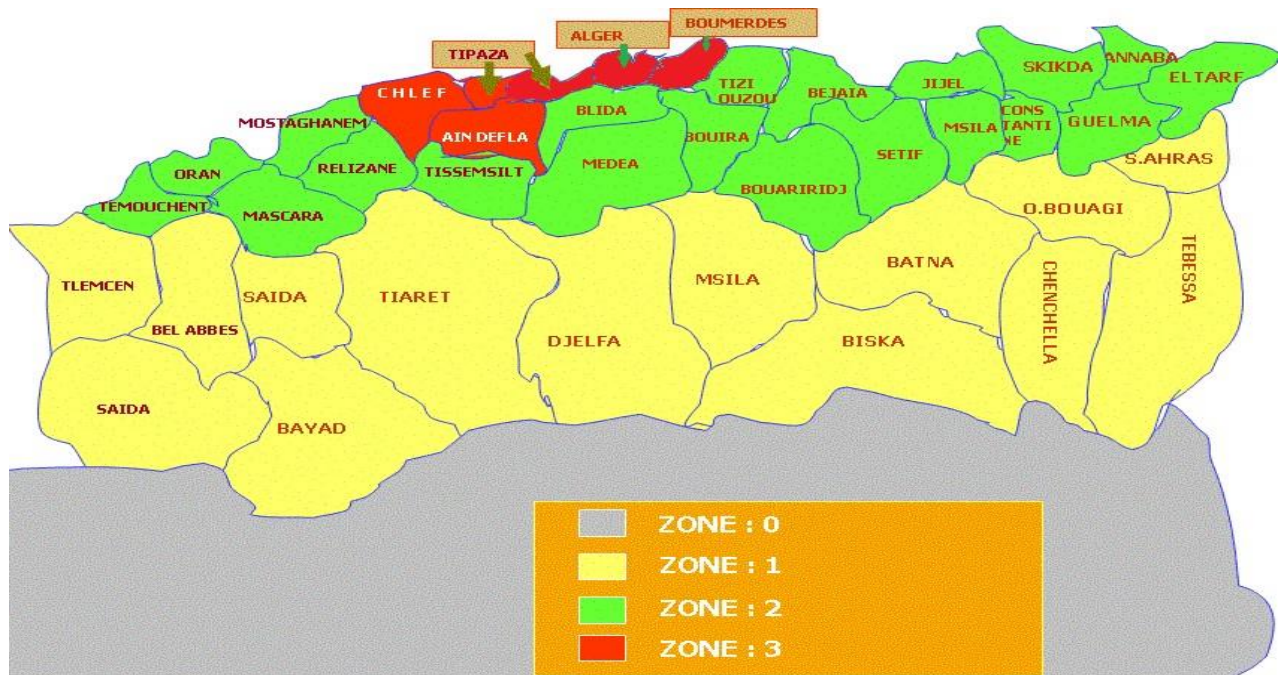 BOUMERDES
ALGER
TIPAZA
ANNABA
SKIKDA
ELTARF
JIJEL
TIZI
OUZOU
BEJAIA
CHLEF
BLIDA
MOSTAGHANEM
AIN DEFLA
BOUIRA
MSILA
CONS
TANTI
NE
GUELMA
SETIF
S.AHRAS
ORAN
RELIZANE
TISSEMSILT
MEDEA
BOUARIRIDJ
TEMOUCHENT
MASCARA
O.BOUAGI
TLEMCEN
BEL ABBES
SAIDA
TIARET
DJELFA
MSILA
BATNA
BISKA
CHENCHELLA
TEBESSA
SAIDA
BAYAD
ZONE : 0
ZONE : 1
ZONE : 2
ZONE : 3